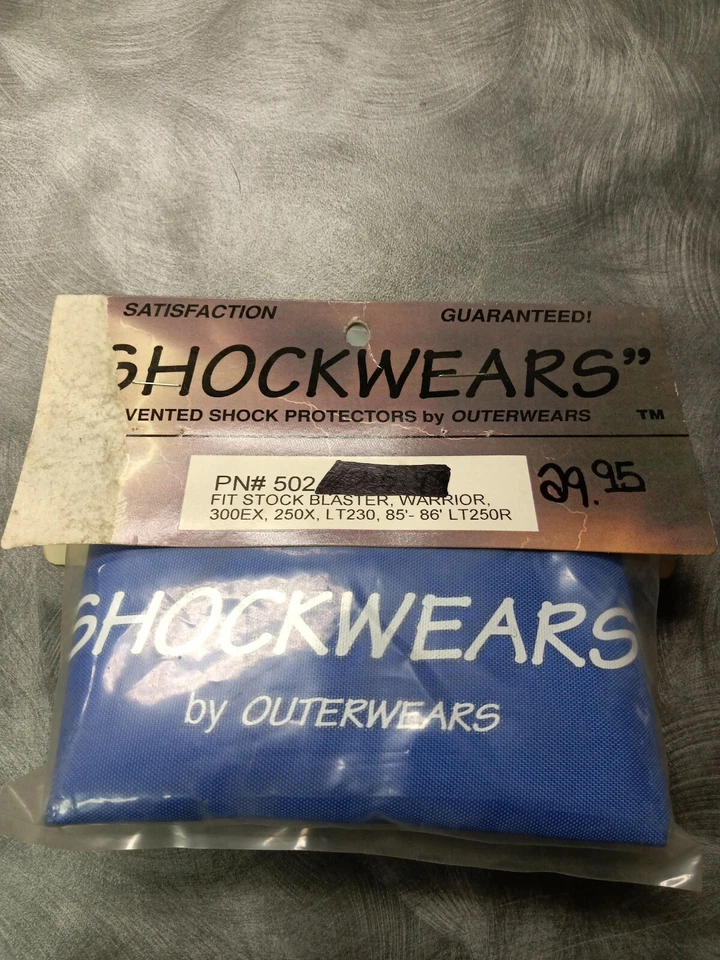 SATISFACTION GUARANTEED!
SHOCKWEARS”
VENTED SHOCK PROTECTORS by OUTERWEARS TM
PN# 502
29.95
FIT STOCK BLASTER, WARRIOR,
300EX, 250X, LT230, 85'- 86' LT250R
SHOCKWEARS
by OUTERWEARS